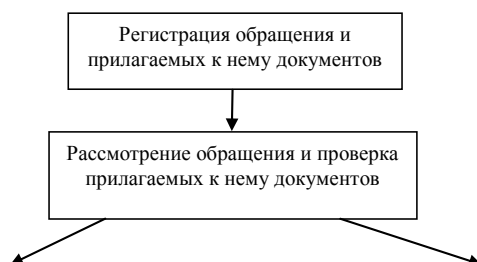 Регистрация обращения и
прилагаемых к нему документов
Рассмотрение обращения и проверка
прилагаемых к нему документов